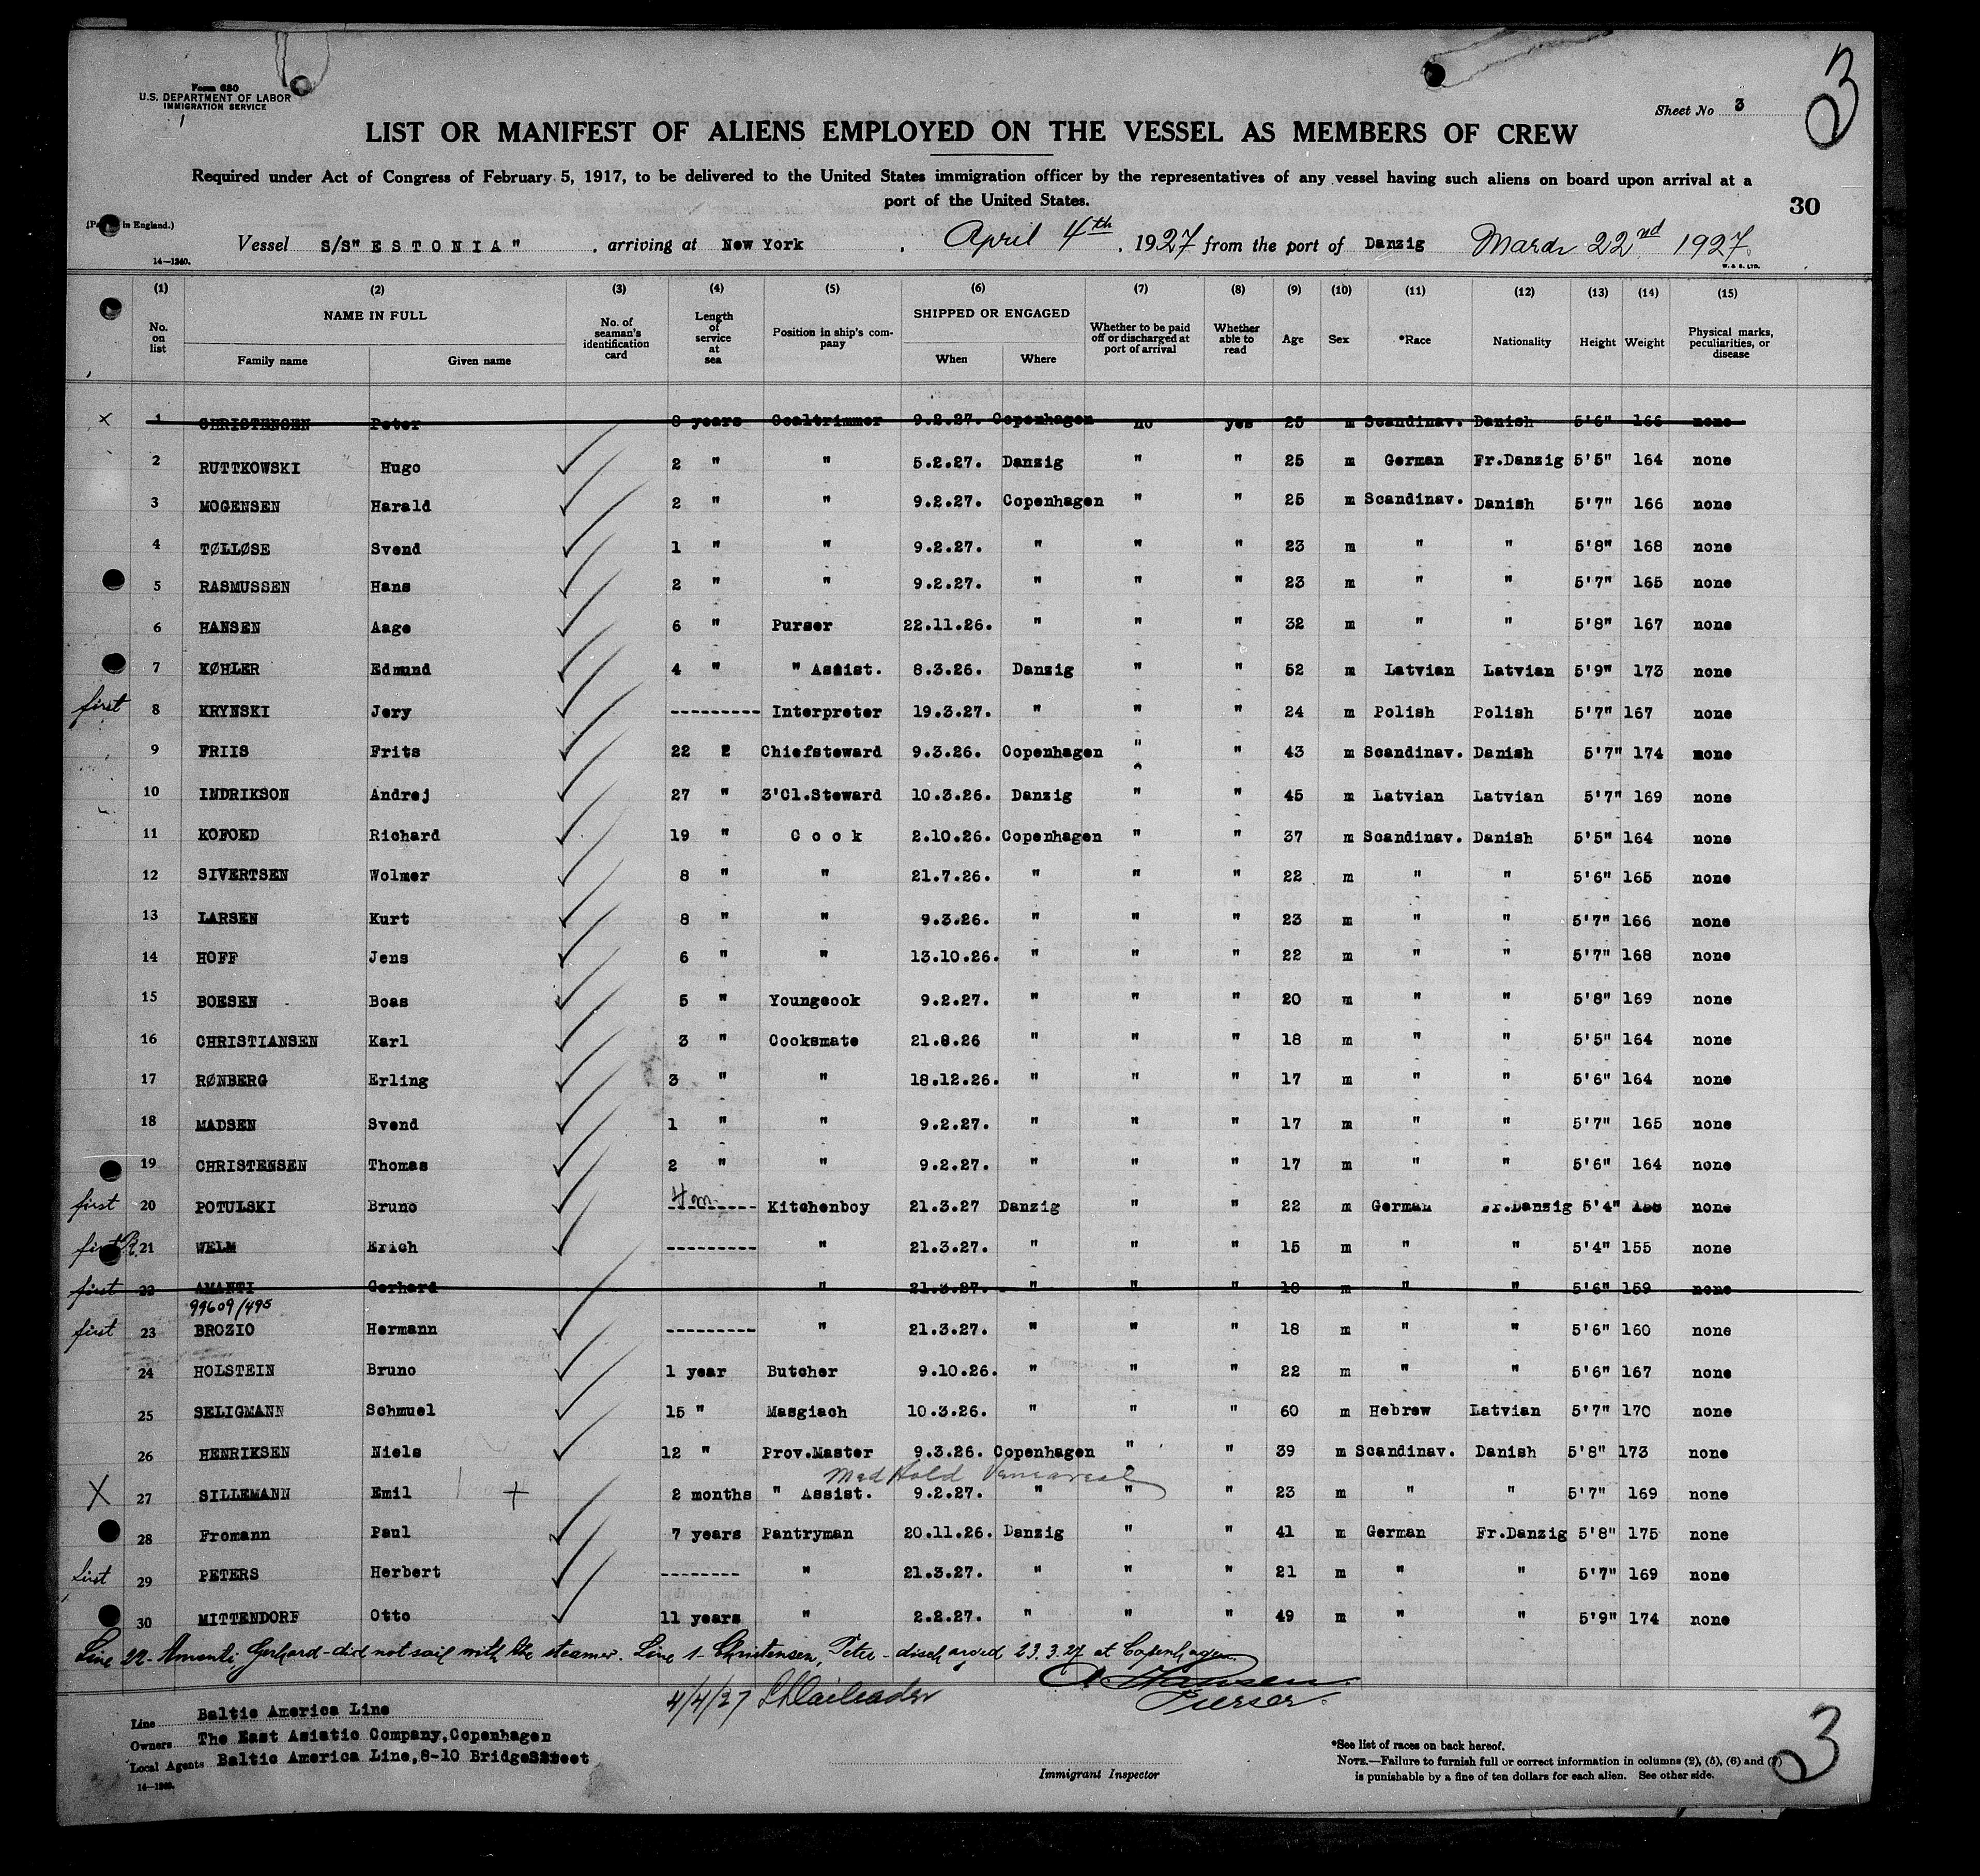 Form 680
U.S. DEPARTMENT OF LABOR
IMMIGRATION SERVICE
Sheet No 3
3
LIST OR MANIFEST OF ALIENS EMPLOYED ON THE VESSEL AS MEMBERS OF CREW
Required under Act of Congress of February 5, 1917, to be delivered to the United States immigration officer by the representatives of any vessel having such aliens on board upon arrival at a
port of the United States.
30
in England.)
Vessel S/S" ESTONIA" , arriving at New York , April 4th , 1927 from the port of Danzig March 22nd 1927.
14—1240. W. & S. LTD.
(1) (2) (3) (4) (5) (6) (7) (8) (9) (10) (11) (12) (13) (14) (15)
No. on list NAME IN FULL Family name Given name No. of seaman's identification card Length of service at sea Position in ship's company SHIPPED OR ENGAGED When Where Whether to be paid off or discharged at port of arrival Whether able to read Age Sex *Race Nationality Height Weight Physical marks, peculiarities, or disease
x 1 CHRISTENSEN Peter 8 years Coaltrimmer 9.2.27. Copenhagen no yes 25 m Scandinav. Danish 5'6" 166 none
2 RUTTKOWSKI Hugo 2 " " 5.2.27. Danzig " " 25 m German Fr.Danzig 5'5" 164 none
3 MOGENSEN Harald 2 " " 9.2.27. Copenhagen " " 25 m Scandinav. Danish 5'7" 166 none
4 TØLLØSE Svend 1 " " 9.2.27. " " " 23 m " " 5'8" 168 none
5 RASMUSSEN Hans 2 " " 9.2.27. " " " 23 m " " 5'7" 165 none
6 HANSEN Aage 6 " Purser 22.11.26. " " " 32 m " " 5'8" 167 none
7 KØHLER Edmund 4 " " Assist. 8.3.26. Danzig " " 52 m Latvian Latvian 5'9" 173 none
first 8 KRYNSKI Jery --------- Interpreter 19.3.27. " " " 24 m Polish Polish 5'7" 167 none
9 FRIIS Frits 22 2 Chiefsteward 9.3.26. Copenhagen " " 43 m Scandinav. Danish 5'7" 174 none
10 INDRIKSON Andrej 27 " 3'Cl.Steward 10.3.26. Danzig " " 45 m Latvian Latvian 5'7" 169 none
11 KOFOED Richard 19 " Cook 2.10.26. Copenhagen " " 37 m Scandinav. Danish 5'5" 164 none
12 SIVERTSEN Wolmer 8 " " 21.7.26. " " " 22 m " " 5'6" 165 none
13 LARSEN Kurt 8 " " 9.3.26. " " " 23 m " " 5'7" 166 none
14 HOFF Jens 6 " " 13.10.26. " " " 22 m " " 5'7" 168 none
15 BOESEN Boas 5 " Youngcook 9.2.27. " " " 20 m " " 5'8" 169 none
16 CHRISTIANSEN Karl 3 " Cooksmate 21.8.26 " " " 18 m " " 5'5" 164 none
17 RØNBERG Erling 3 " " 18.12.26. " " " 17 m " " 5'6" 164 none
18 MADSEN Svend 1 " " 9.2.27. " " " 17 m " " 5'7" 165 none
19 CHRISTENSEN Thomas 2 " " 9.2.27. " " " 17 m " " 5'6" 164 none
first 20 POTULSKI Bruno --------- Kitchenboy 21.3.27 Danzig " " 22 m German Fr.Danzig 5'4" none
first 21 WELM Erich --------- " 21.3.27. " " " 15 m " " 5'4" 155 none
first 22 AMANTI Gerhard " 21.3.27. " " " 18 m " " 5'6" 159 none
99609/495
first 23 BROZIO Hermann --------- " 21.3.27. " " " 18 m " " 5'6" 160 none
24 HOLSTEIN Bruno 1 year Butcher 9.10.26. " " " 22 m " " 5'6" 167 none
25 SELIGMANN Schmuel 15 " Masgiach 10.3.26. " " " 60 m Hebrew Latvian 5'7" 170 none
26 HENRIKSEN Niels 12 " Prov.Master 9.3.26. Copenhagen " " 39 m Scandinav. Danish 5'8" 173 none
Med Hold Venereal
X 27 SILLEMANN Emil + 2 months " Assist. 9.2.27. " " " 23 m " " 5'7" 169 none
28 Fromann Paul 7 years Pantryman 20.11.26. Danzig " " 41 m German Fr.Danzig 5'8" 175 none
first 29 PETERS Herbert -------- " 21.3.27. " " " 21 m " " 5'7" 169 none
30 MITTENDORF Otto 11 years " 2.2.27. " " " 49 m " " 5'9" 174 none
Line 22 - Amanti, Gerhard - did not sail with the steamer. Line 1 - Christensen, Peter - discharged 23.3.27 at Copenhagen
A Hansen
4/4/27 Purser.
Line Baltic America Line
Owners The East Asiatic Company,Copenhagen
Local Agents Baltic America Line,8-10 BridgeStreet
14—1240.
Immigrant Inspector
*See list of races on back hereof.
NOTE.—Failure to furnish full or correct information in columns (2), (5), (6) and (7)
is punishable by a fine of ten dollars for each alien. See other side.
3